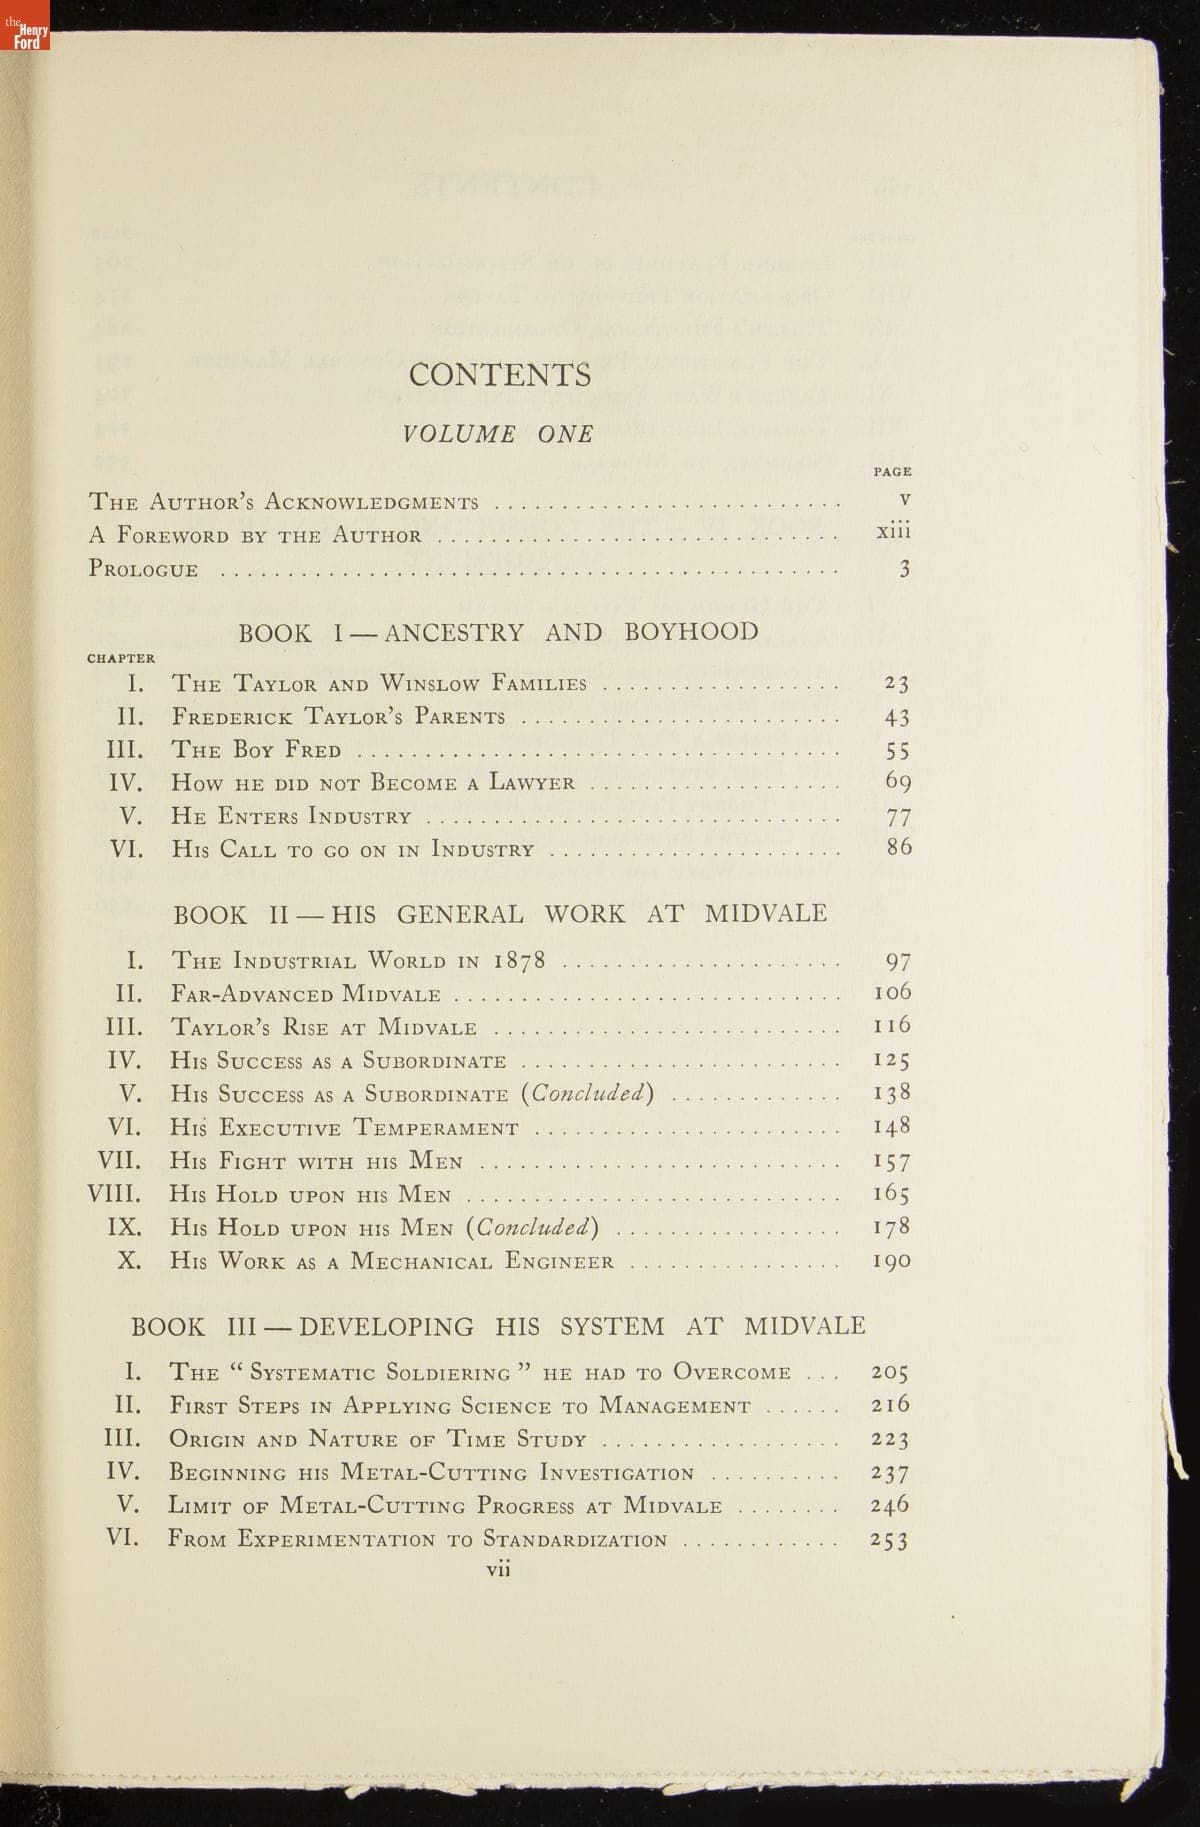 the
Henry
Ford
CONTENTS
VOLUME ONE
PAGE
The Author's Acknowledgments .......................... v
A Foreword by the Author .............................. xiii
Prologue .............................................. 3
BOOK I — ANCESTRY AND BOYHOOD
CHAPTER
I. The Taylor and Winslow Families .................. 23
II. Frederick Taylor's Parents ........................ 43
III. The Boy Fred .................................... 55
IV. How he did not Become a Lawyer ................... 69
V. He Enters Industry ............................... 77
VI. His Call to go on in Industry ...................... 86
BOOK II — HIS GENERAL WORK AT MIDVALE
I. The Industrial World in 1878 ..................... 97
II. Far-Advanced Midvale ............................. 106
III. Taylor's Rise at Midvale .......................... 116
IV. His Success as a Subordinate ........................ 125
V. His Success as a Subordinate (Concluded) ............. 138
VI. His Executive Temperament ....................... 148
VII. His Fight with his Men ........................... 157
VIII. His Hold upon his Men ............................ 165
IX. His Hold upon his Men (Concluded) ................. 178
X. His Work as a Mechanical Engineer ................ 190
BOOK III — DEVELOPING HIS SYSTEM AT MIDVALE
I. The “Systematic Soldiering” he had to Overcome ... 205
II. First Steps in Applying Science to Management ...... 216
III. Origin and Nature of Time Study .................. 223
IV. Beginning his Metal-Cutting Investigation .......... 237
V. Limit of Metal-Cutting Progress at Midvale ........ 246
VI. From Experimentation to Standardization ............ 253
vii